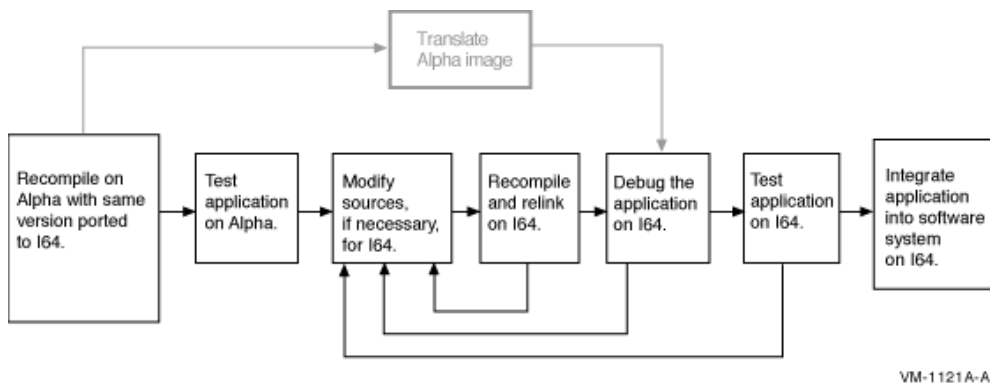 Translate
Alpha image
Recompile on
Alpha with same
version ported
to I64.
Test
application
on Alpha.
Modify
sources,
if necessary,
for I64.
Recompile
and relink
on I64.
Debug the
application
on I64.
Test
application
on I64.
Integrate
application
into software
system
on I64.
VM-1121A-AI